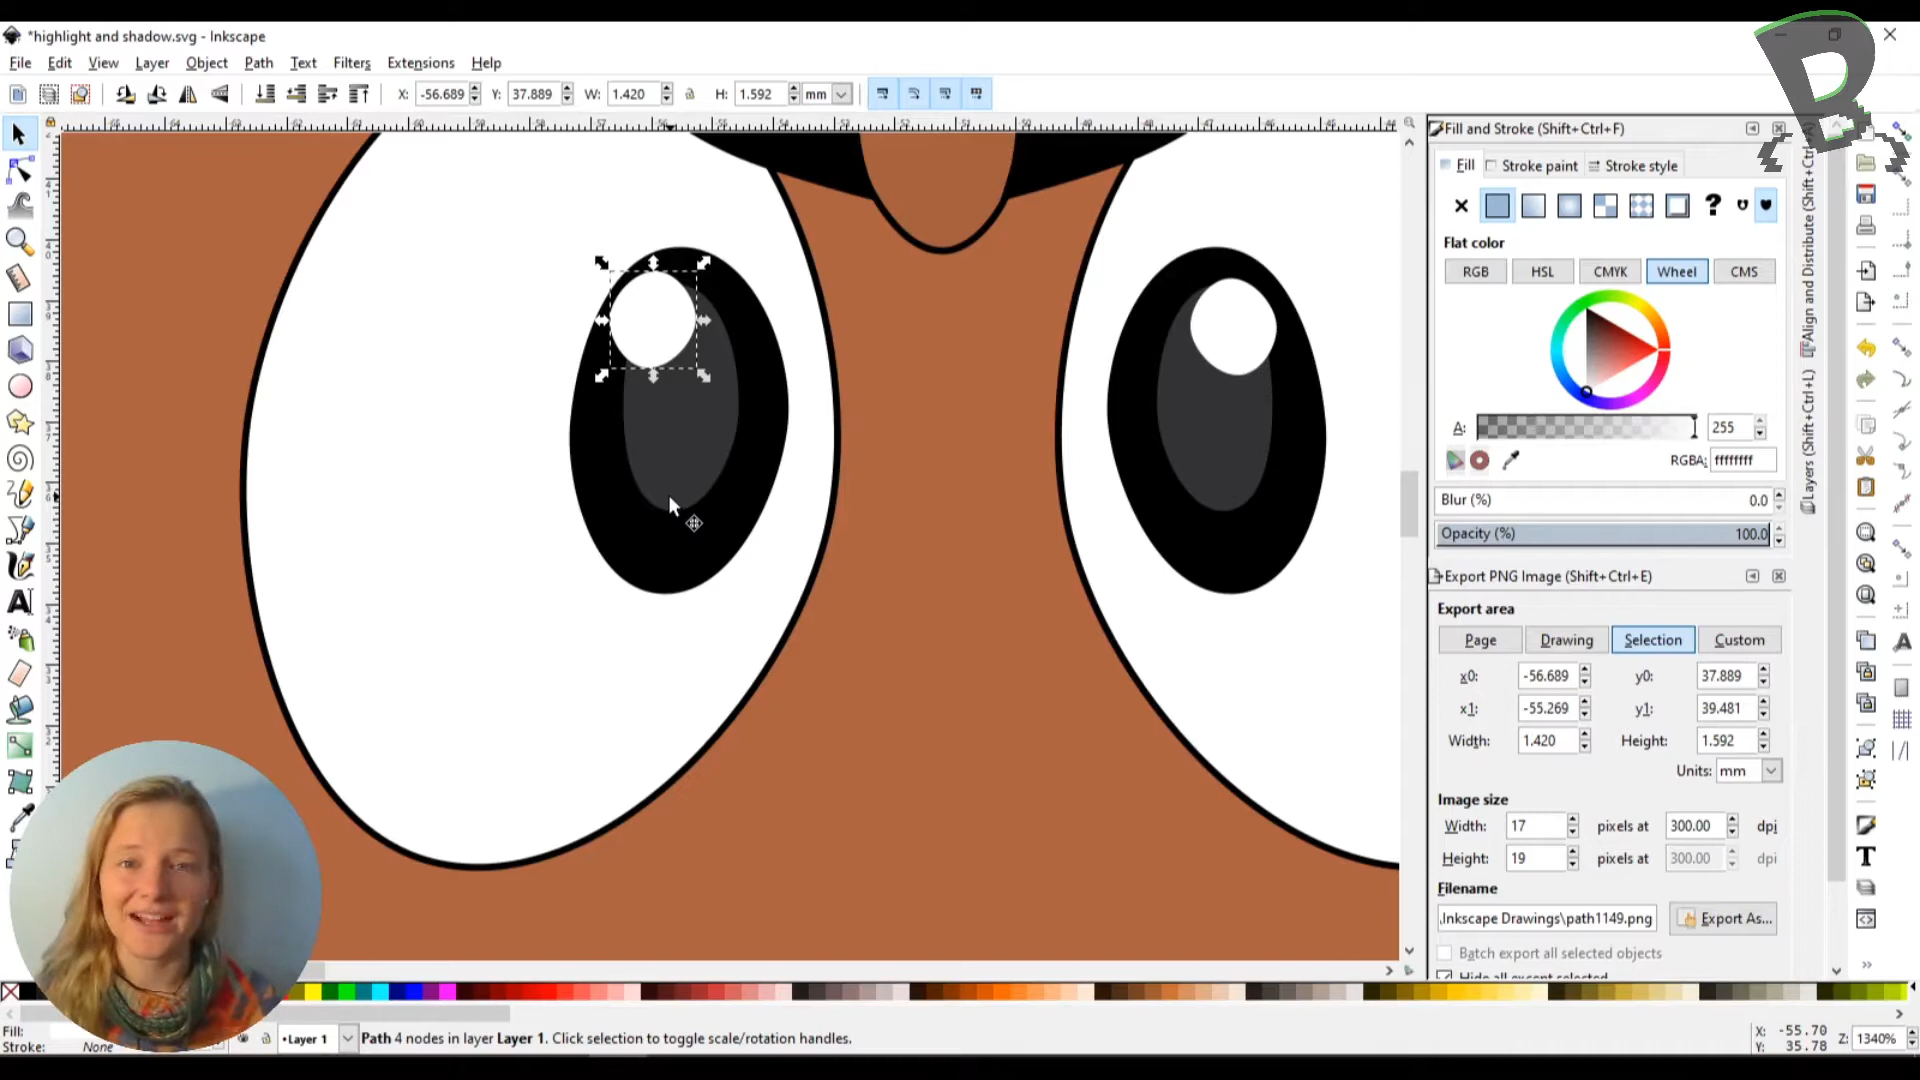 *highlight and shadow.svg - Inkscape
File Edit View Layer Object Path Text Filters Extensions Help
X: -56.689 Y: 37.889 W: 1.420 H: 1.592 mm
Fill and Stroke (Shift+Ctrl+F)
Fill Stroke paint Stroke style
Flat color
RGB HSL CMYK Wheel CMS
A: 255
RGBA: ffffffff
Blur (%) 0.0
Opacity (%) 100.0
Export PNG Image (Shift+Ctrl+E)
Export area
Page Drawing Selection Custom
x0: -56.689 y0: 37.889
x1: -55.269 y1: 39.481
Width: 1.420 Height: 1.592
Units: mm
Image size
Width: 17 pixels at 300.00 dpi
Height: 19 pixels at 300.00 dpi
Filename
.Inkscape Drawings\path1149.png Export As...
Batch export all selected objects
Hide all except selected
Align and Distribute (Shift+Ctrl+A)
Layers (Shift+Ctrl+L)
Fill:
Stroke: None
•Layer 1 Path 4 nodes in layer Layer 1. Click selection to toggle scale/rotation handles.
X: -55.70
Y: 35.78
Z: 1340%